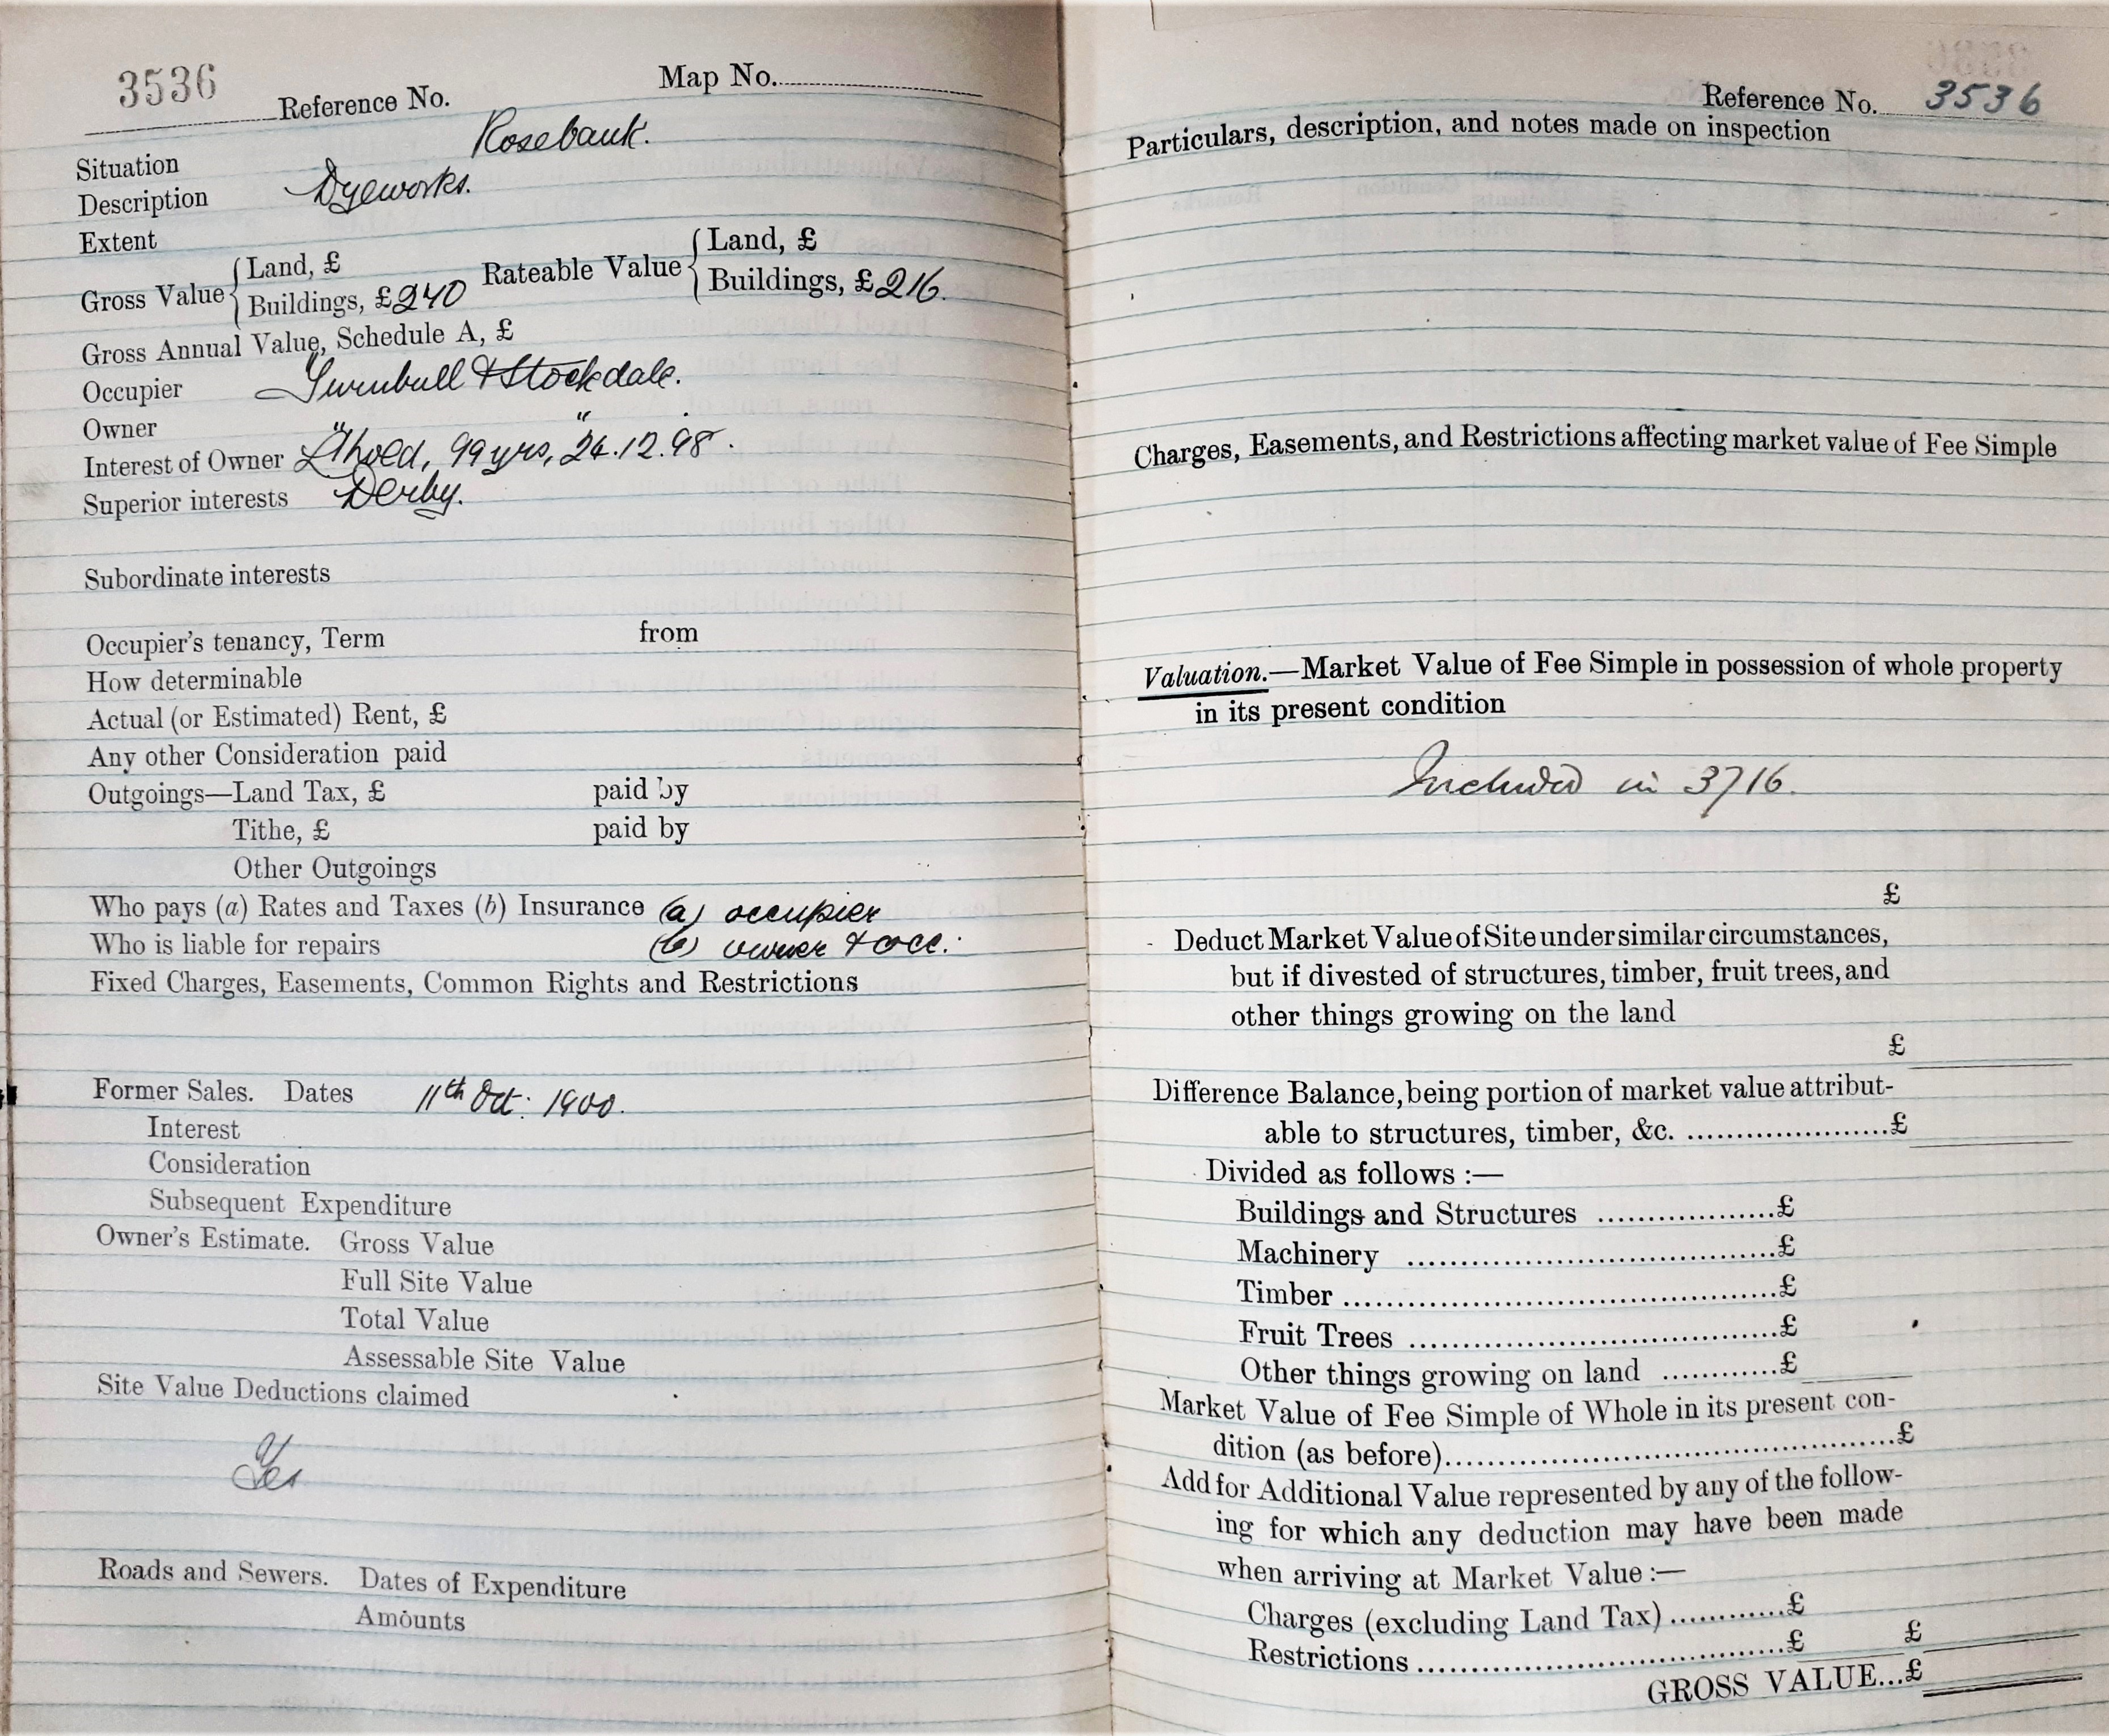 3536 Reference No. Map No.
Situation Rosebank.
Description Dyeworks.
Extent
Gross Value { Land, £ Rateable Value { Land, £
Buildings, £240 Buildings, £216.
Gross Annual Value, Schedule A, £
Occupier Turnbull & Stockdale.
Owner " "
Interest of Owner L'hold, 99 yrs, 24.12.98.
Superior interests Derby.
Subordinate interests
Occupier's tenancy, Term from
How determinable
Actual (or Estimated) Rent, £
Any other Consideration paid
Outgoings—Land Tax, £ paid by
Tithe, £ paid by
Other Outgoings
Who pays (a) Rates and Taxes (b) Insurance (a) occupier
Who is liable for repairs (b) owner & occ.
Fixed Charges, Easements, Common Rights and Restrictions
Former Sales. Dates 11th Oct: 1900.
Interest
Consideration
Subsequent Expenditure
Owner's Estimate. Gross Value
Full Site Value
Total Value
Assessable Site Value
Site Value Deductions claimed
Yes
Roads and Sewers. Dates of Expenditure
Amounts
Reference No. 3536
Particulars, description, and notes made on inspection
Charges, Easements, and Restrictions affecting market value of Fee Simple
Valuation.—Market Value of Fee Simple in possession of whole property
in its present condition
Included in 3716.
£
Deduct Market Value of Site under similar circumstances,
but if divested of structures, timber, fruit trees, and
other things growing on the land
£
Difference Balance, being portion of market value attribut-
able to structures, timber, &c. ......................£
Divided as follows :—
Buildings and Structures ..................£
Machinery ....................................£
Timber ...........................................£
Fruit Trees ....................................£
Other things growing on land ............£
Market Value of Fee Simple of Whole in its present con-
dition (as before)..............................................£
Add for Additional Value represented by any of the follow-
ing for which any deduction may have been made
when arriving at Market Value :—
Charges (excluding Land Tax) ............£
Restrictions ......................................£ £
GROSS VALUE...£